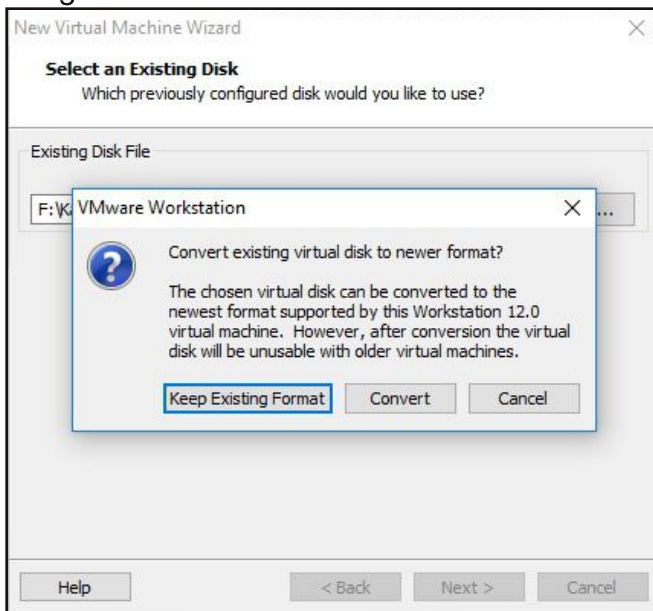 New Virtual Machine Wizard
Select an Existing Disk
Which previously configured disk would you like to use?
Existing Disk File
F:\K
...
VMware Workstation
Convert existing virtual disk to newer format?
The chosen virtual disk can be converted to the
newest format supported by this Workstation 12.0
virtual machine. However, after conversion the virtual
disk will be unusable with older virtual machines.
Keep Existing Format Convert Cancel
Help < Back Next > Cancel